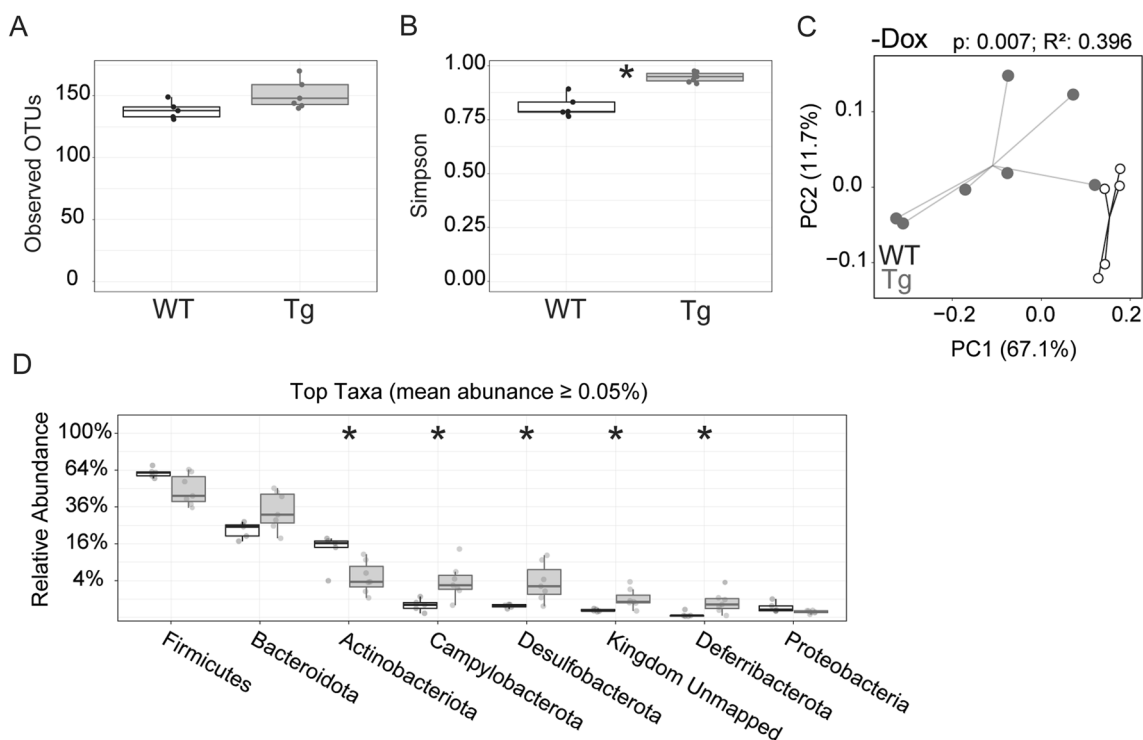 A
Observed OTUs
150
100
50
0
WT
Tg
B
*
Simpson
1.00
0.75
0.50
0.25
0.00
WT
Tg
C
-Dox p: 0.007; R²: 0.396
PC2 (11.7%)
0.1
0.0
−0.1
WT
Tg
−0.2 0.0 0.2
PC1 (67.1%)
D
Top Taxa (mean abunance ≥ 0.05%)
Relative Abundance
100%
64%
36%
16%
4%
* * * * *
Firmicutes
Bacteroidota
Actinobacteriota
Campylobacterota
Desulfobacterota
Kingdom Unmapped
Deferribacterota
Proteobacteria